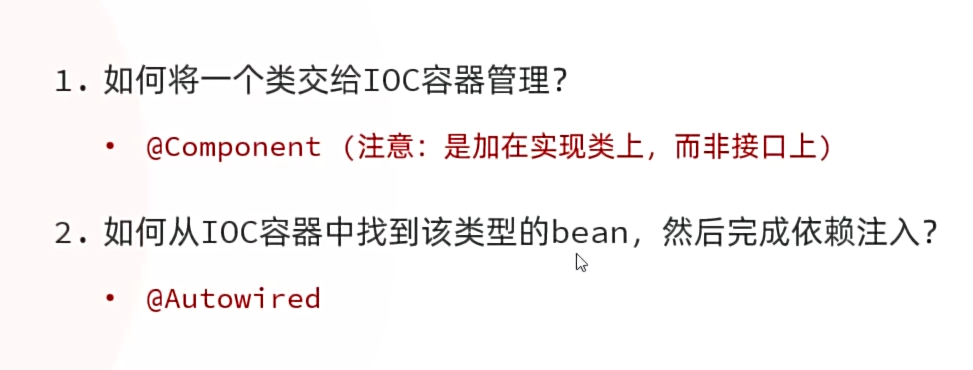 1. 如何将一个类交给IOC容器管理？
• @Component（注意：是加在实现类上，而非接口上）
2. 如何从IOC容器中找到该类型的bean，然后完成依赖注入？
• @Autowired